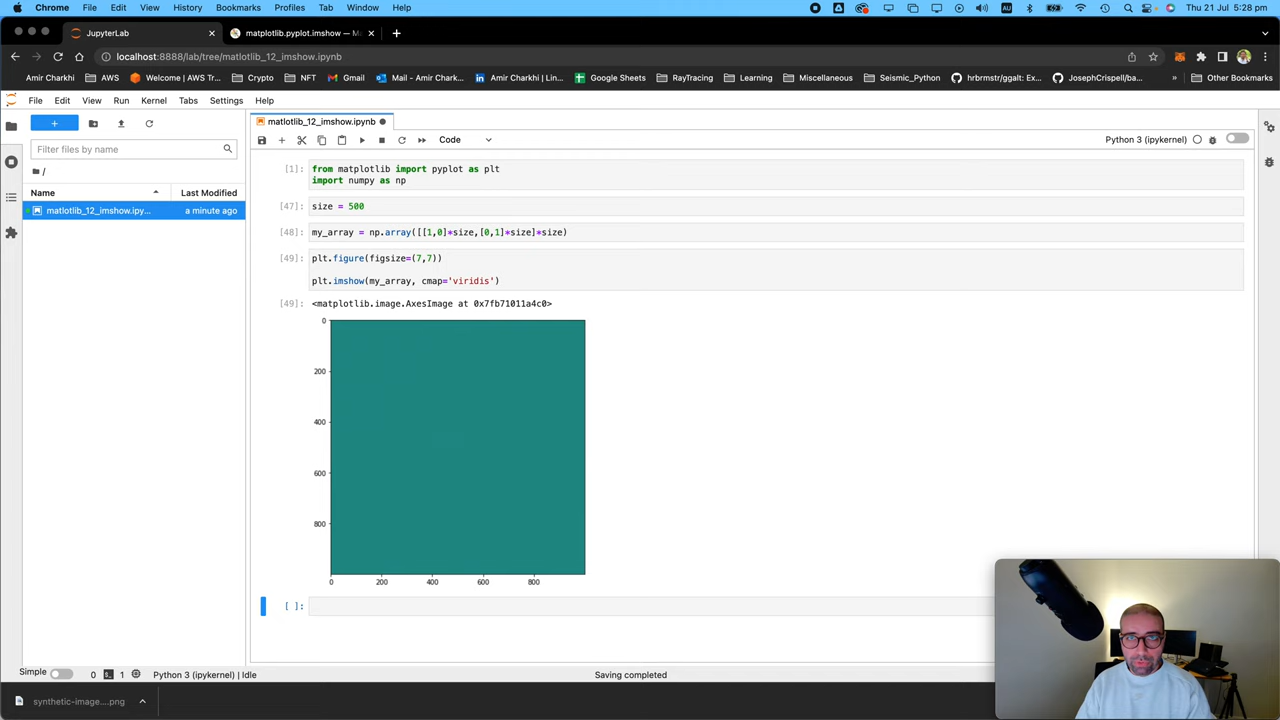 Chrome File Edit View History Bookmarks Profiles Tab Window Help Thu 21 Jul 5:28 pm
JupyterLab matplotlib.pyplot.imshow — M
localhost:8888/lab/tree/matlotlib_12_imshow.ipynb
Amir Charkhi AWS Welcome | AWS Tr... Crypto NFT Gmail Mail - Amir Charkhi... Amir Charkhi | Lin... Google Sheets RayTracing Learning Miscellaneous Seismic_Python hrbrmstr/ggalt: Ex... JosephCrispell/ba... » Other Bookmarks
File Edit View Run Kernel Tabs Settings Help
matlotlib_12_imshow.ipynb
Code Python 3 (ipykernel)
Filter files by name
/
Name Last Modified
matlotlib_12_imshow.ipy... a minute ago
[1]: from matplotlib import pyplot as plt
import numpy as np
[47]: size = 500
[48]: my_array = np.array([[1,0]*size,[0,1]*size]*size)
[49]: plt.figure(figsize=(7,7))
plt.imshow(my_array, cmap='viridis')
[49]: <matplotlib.image.AxesImage at 0x7fb71011a4c0>
0
200
400
600
800
0 200 400 600 800
[ ]:
Simple 0 1 Python 3 (ipykernel) | Idle Saving completed
synthetic-image....png